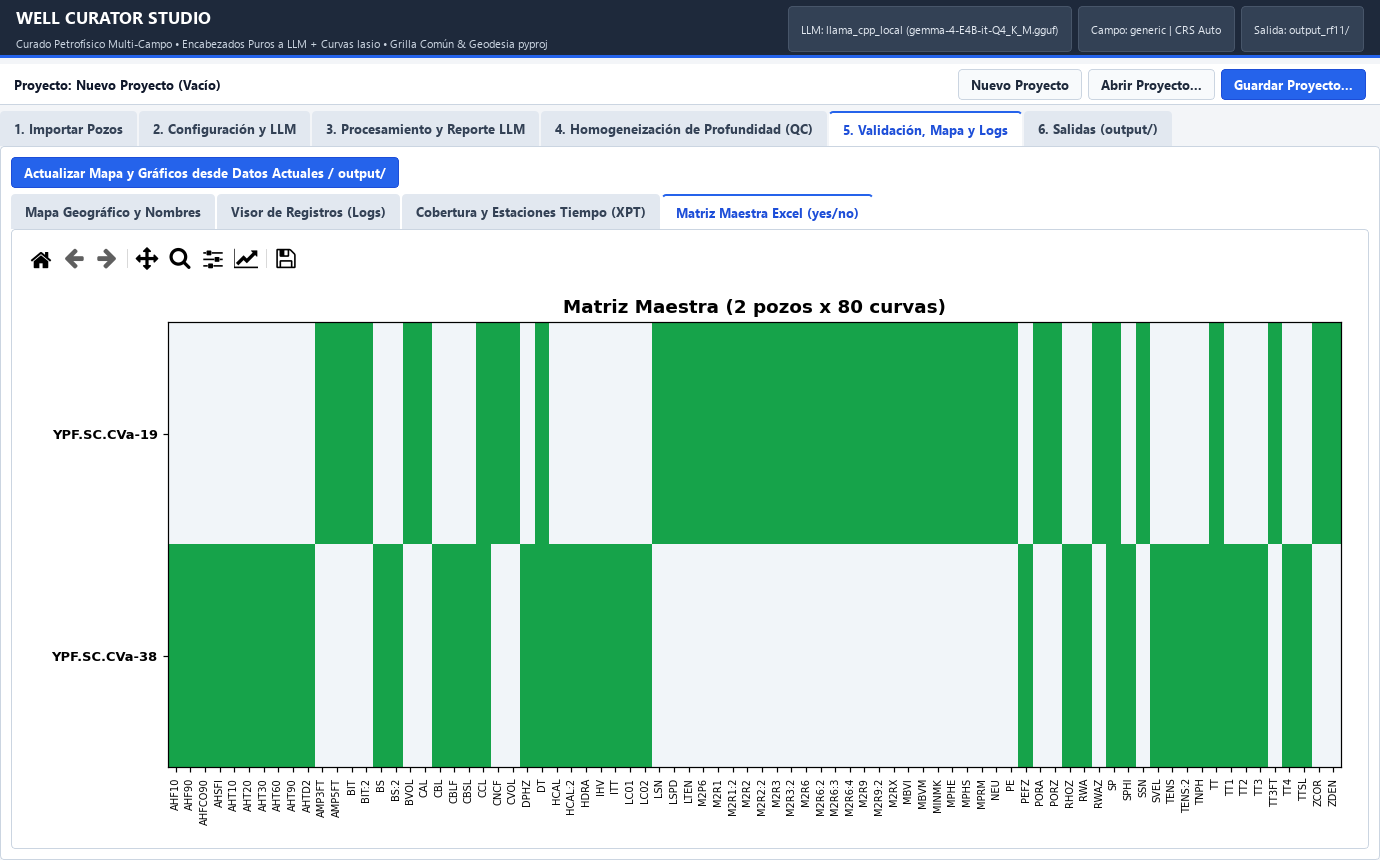 WELL CURATOR STUDIO
Curado Petrofísico Multi-Campo • Encabezados Puros a LLM + Curvas lasio • Grilla Común & Geodesia pyproj
LLM: llama_cpp_local (gemma-4-E4B-it-Q4_K_M.gguf)
Campo: generic | CRS Auto
Salida: output_rf11/
Proyecto: Nuevo Proyecto (Vacío)
Nuevo Proyecto
Abrir Proyecto...
Guardar Proyecto...
1. Importar Pozos
2. Configuración y LLM
3. Procesamiento y Reporte LLM
4. Homogeneización de Profundidad (QC)
5. Validación, Mapa y Logs
6. Salidas (output/)
Actualizar Mapa y Gráficos desde Datos Actuales / output/
Mapa Geográfico y Nombres
Visor de Registros (Logs)
Cobertura y Estaciones Tiempo (XPT)
Matriz Maestra Excel (yes/no)
Matriz Maestra (2 pozos x 80 curvas)
YPF.SC.CVa-19
YPF.SC.CVa-38
AHF10
AHF90
AHFCO90
AHSFI
AHT10
AHT20
AHT30
AHT60
AHT90
AHTD2
AMP3FT
AMP5FT
BIT
BIT:2
BS
BS:2
BVOL
CAL
CBL
CBLF
CBSL
CCL
CNCF
CVOL
DPHZ
DT
HCAL
HCAL:2
HDRA
IHV
ITT
LCO1
LCO2
LSN
LSPD
LTEN
M2P6
M2R1
M2R1:2
M2R2
M2R2:2
M2R3
M2R3:2
M2R6
M2R6:2
M2R6:3
M2R6:4
M2R9
M2R9:2
M2RX
MBVI
MBVM
MINMK
MPHE
MPHS
MPRM
NEU
PE
PEFZ
PORA
PORZ
RHOZ
RWA
RWAZ
SP
SPHI
SSN
SVEL
TENS
TENS:2
TNPH
TT
TT1
TT2
TT3
TT3FT
TT4
TTSL
ZCOR
ZDEN